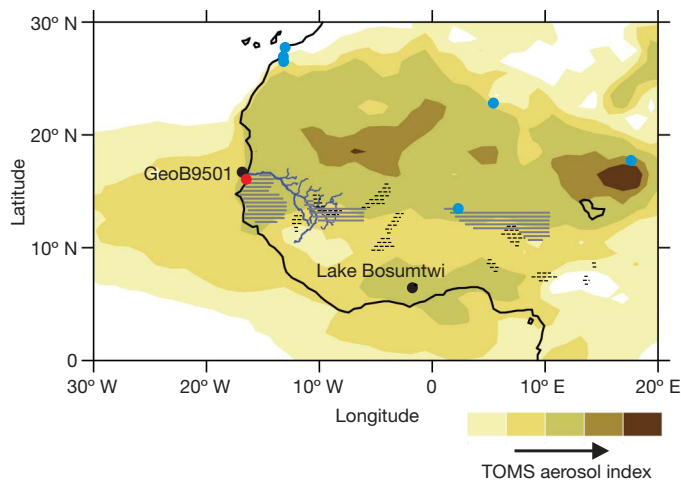 30° N
20° N
10° N
0
Latitude
GeoB9501
Lake Bosumtwi
30° W
20° W
10° W
0
10° E
20° E
Longitude
TOMS aerosol index